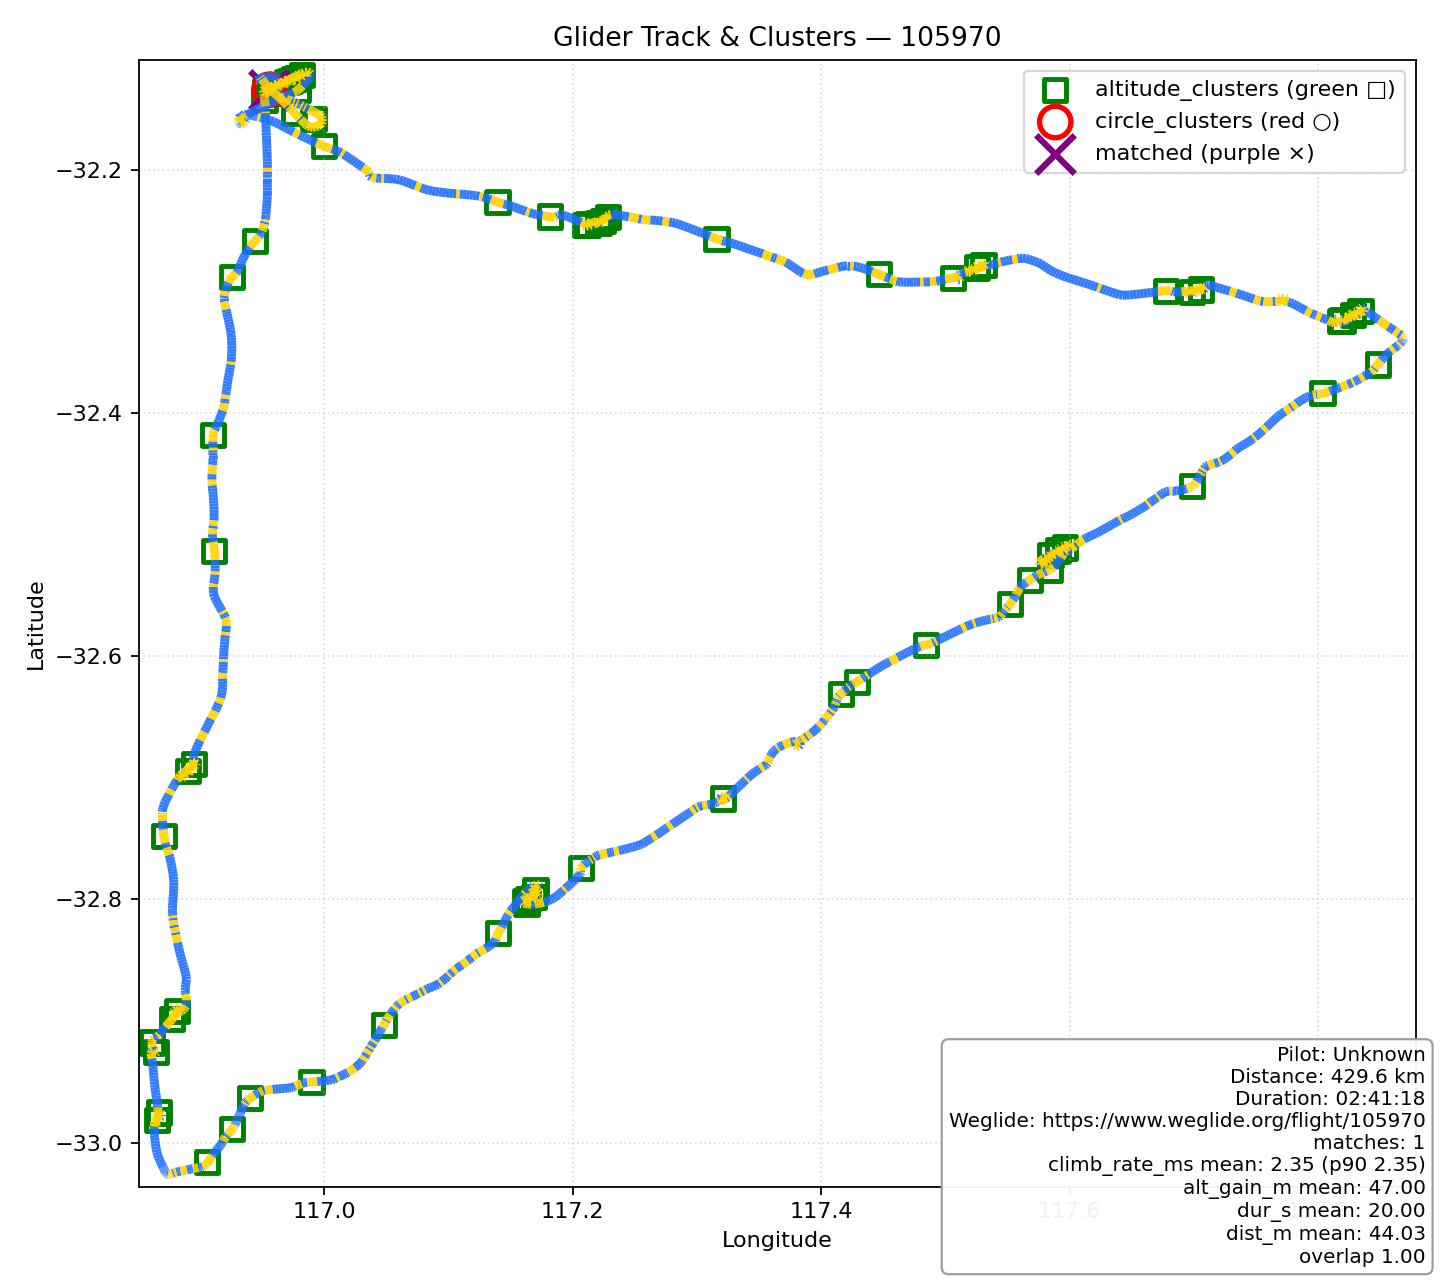 Glider Track & Clusters — 105970
altitude_clusters (green □)
circle_clusters (red ○)
matched (purple ×)
−32.2
−32.4
−32.6
−32.8
−33.0
Latitude
117.0
117.2
117.4
117.6
Longitude
Pilot: Unknown
Distance: 429.6 km
Duration: 02:41:18
Weglide: https://www.weglide.org/flight/105970
matches: 1
climb_rate_ms mean: 2.35 (p90 2.35)
alt_gain_m mean: 47.00
dur_s mean: 20.00
dist_m mean: 44.03
overlap 1.00